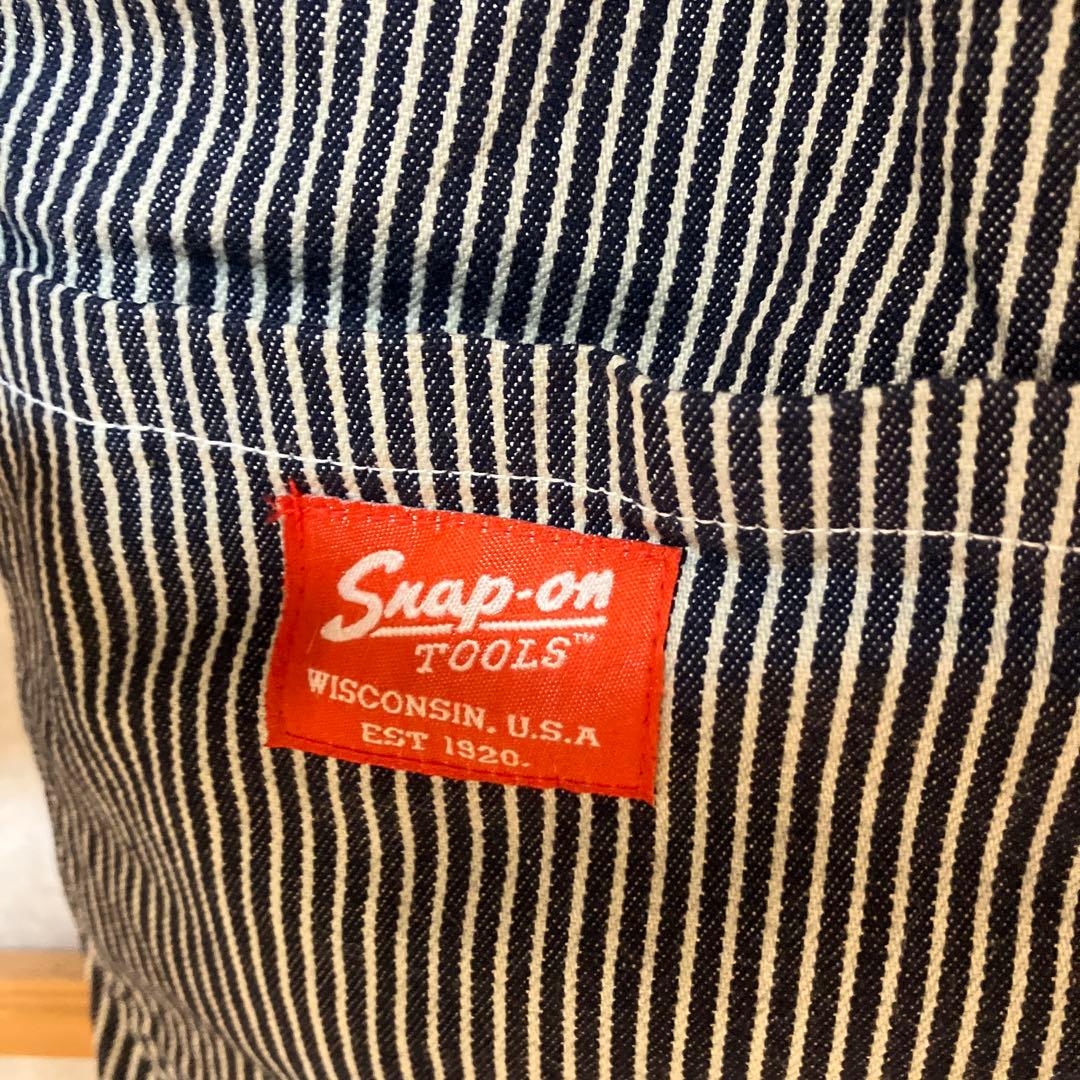 Snap-on
TOOLS™
WISCONSIN. U.S.A
EST 1920.